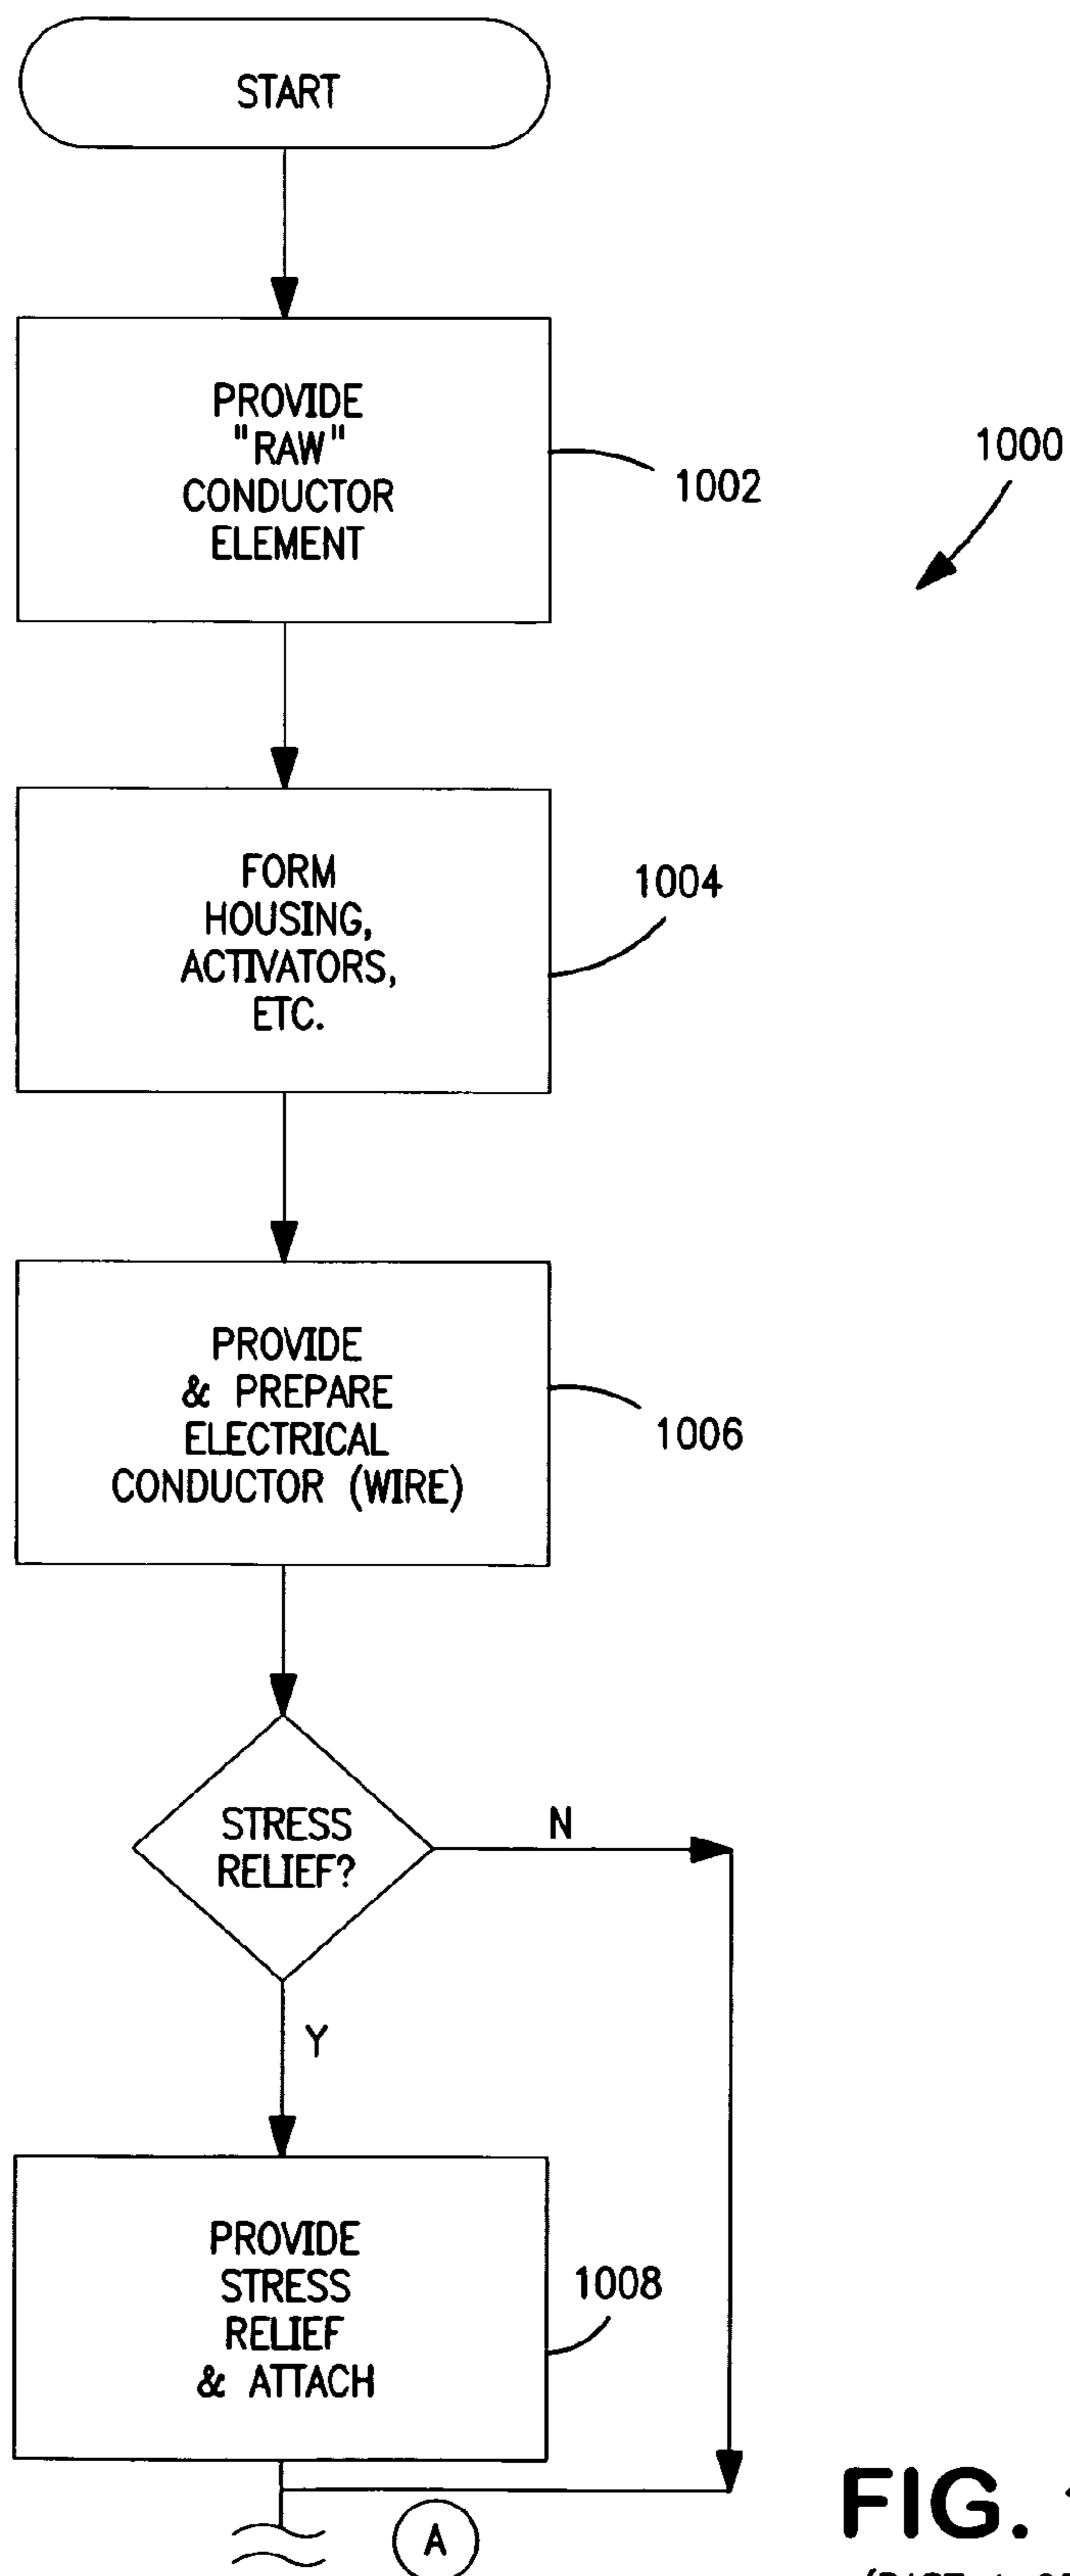 START
PROVIDE
"RAW"
CONDUCTOR
ELEMENT
1002
1000
FORM
HOUSING,
ACTIVATORS,
ETC.
1004
PROVIDE
& PREPARE
ELECTRICAL
CONDUCTOR (WIRE)
1006
STRESS
RELIEF?
N
Y
PROVIDE
STRESS
RELIEF
& ATTACH
1008
A
FIG.